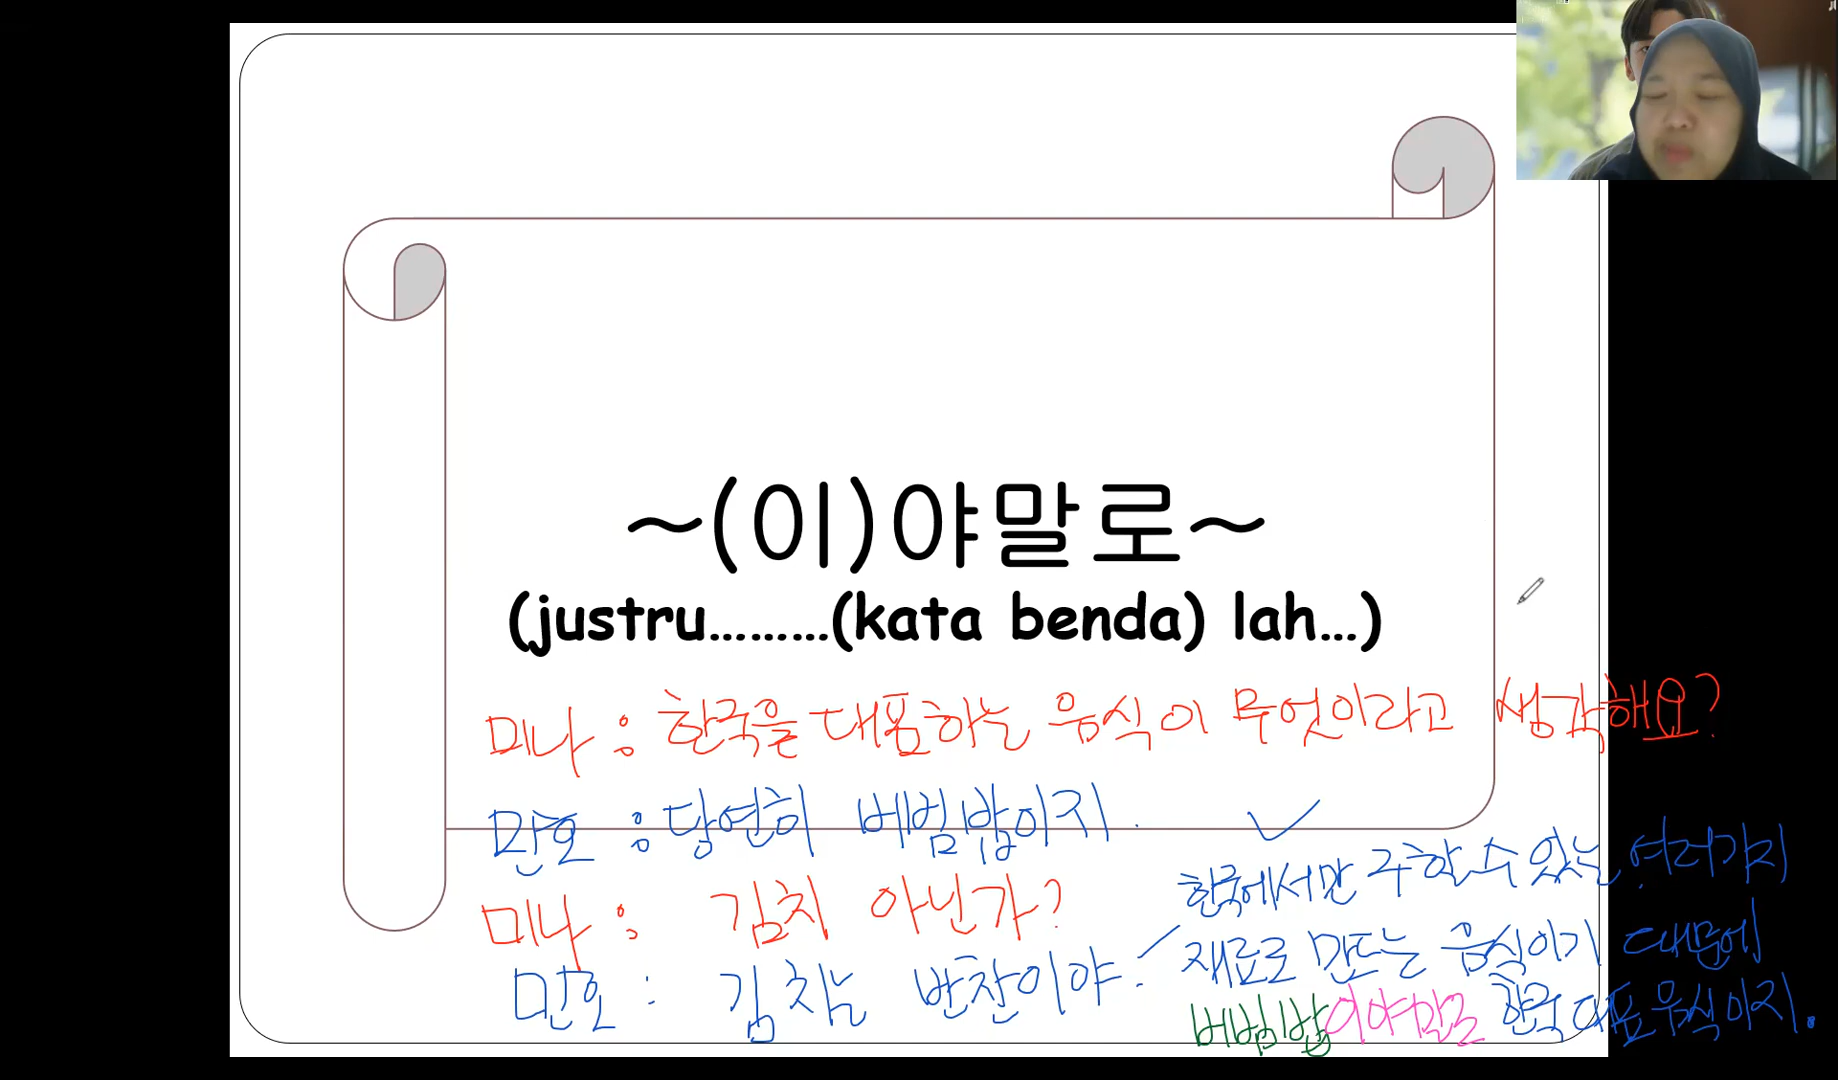 ~(이)야말로~
(justru.........(kata benda) lah...)
미나 : 한국을 대표하는 음식이 무엇이라고 생각해요?
민호 : 당연히 베빔밥이지.
미나 : 김치 아닌가?
민호 : 김치는 반찬이야.
한국에서만 구할 수 있는 여러가지
재료로 만드는 음식이기 때문에
베빔밥이야말로 한국 대표 음식이지.